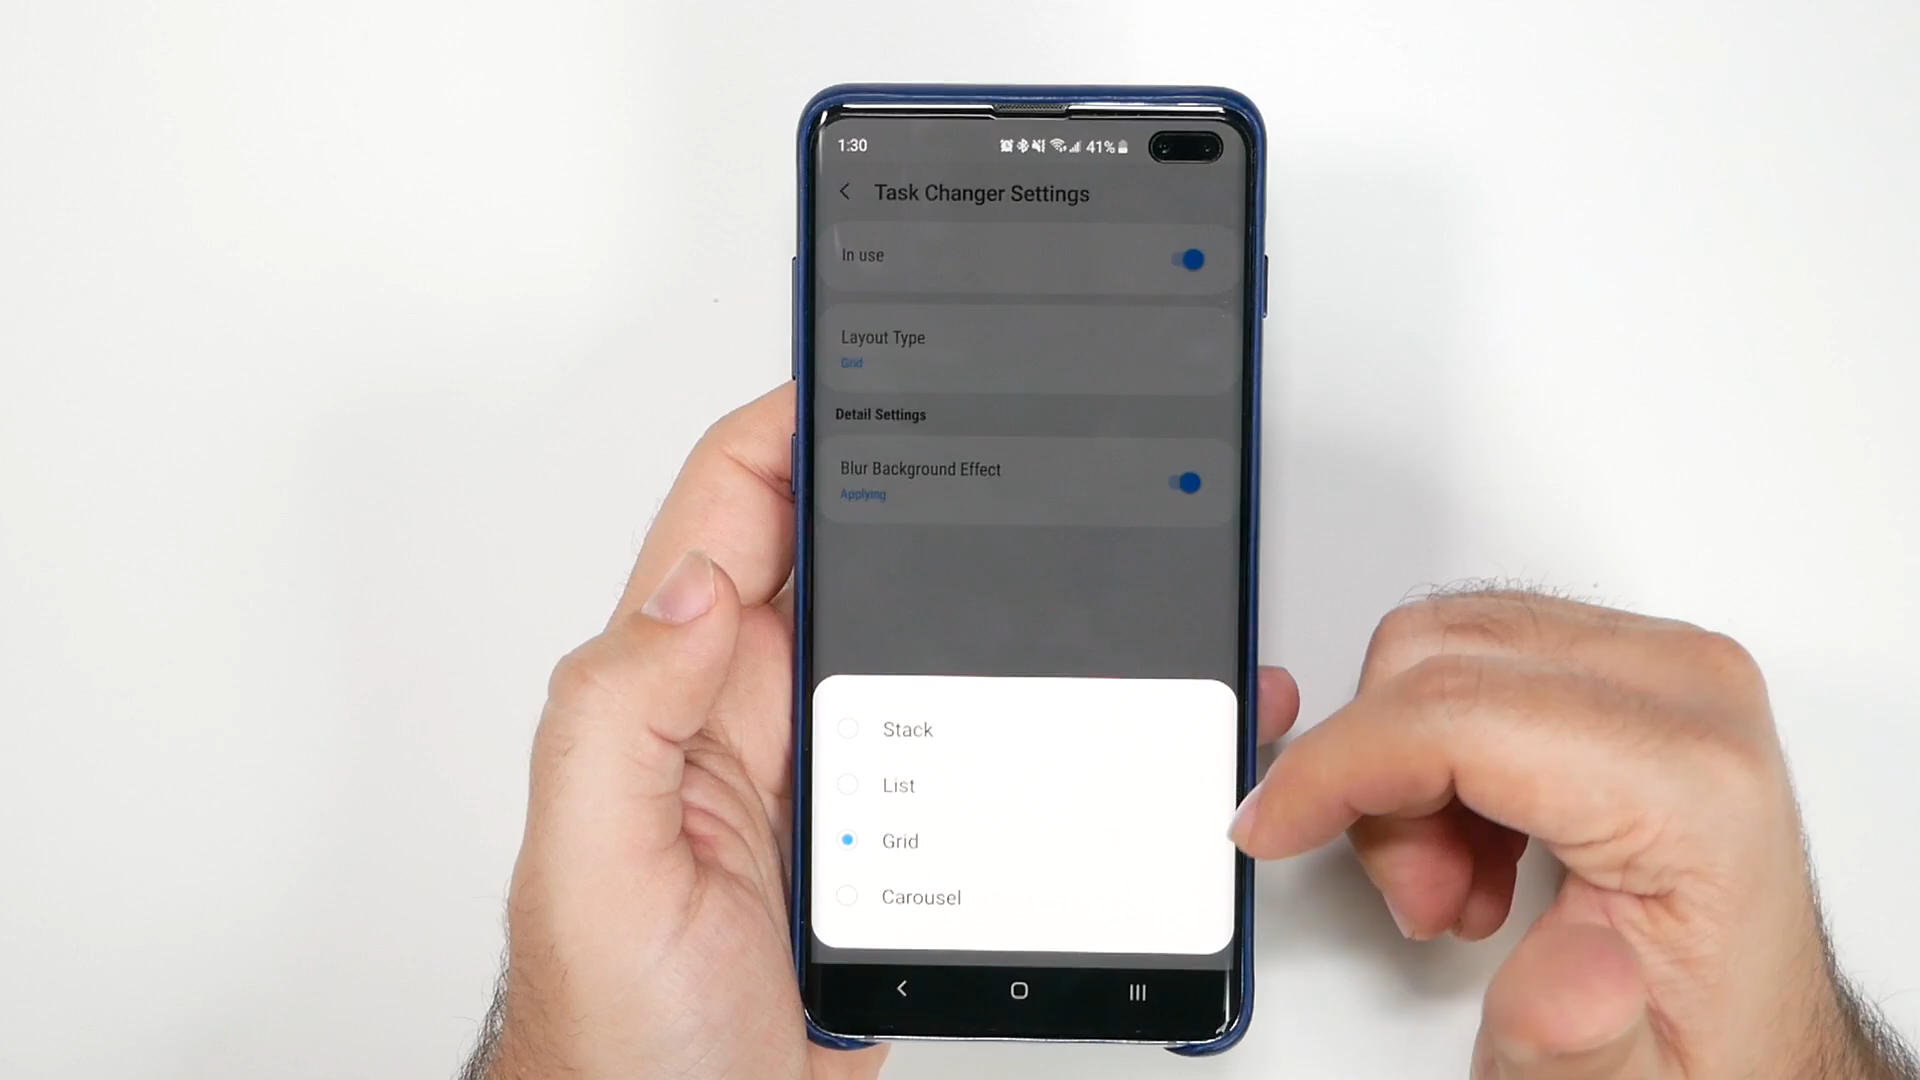 1:30 41%
Task Changer Settings
In use
Layout Type
Grid
Detail Settings
Blur Background Effect
Applying
Stack
List
Grid
Carousel